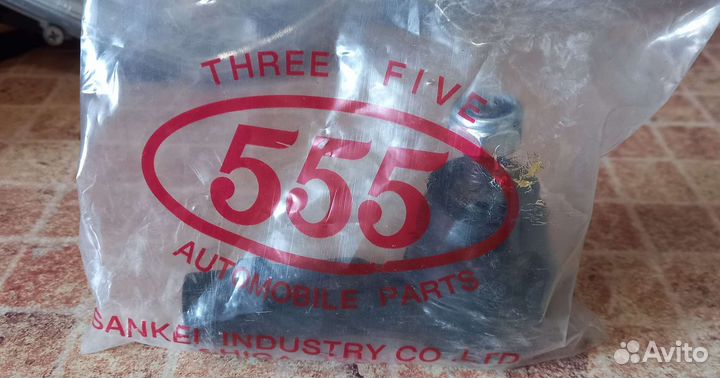 THREE FIVE
555
AUTOMOBILE PARTS
SANKEI INDUSTRY CO.,LTD
Avito